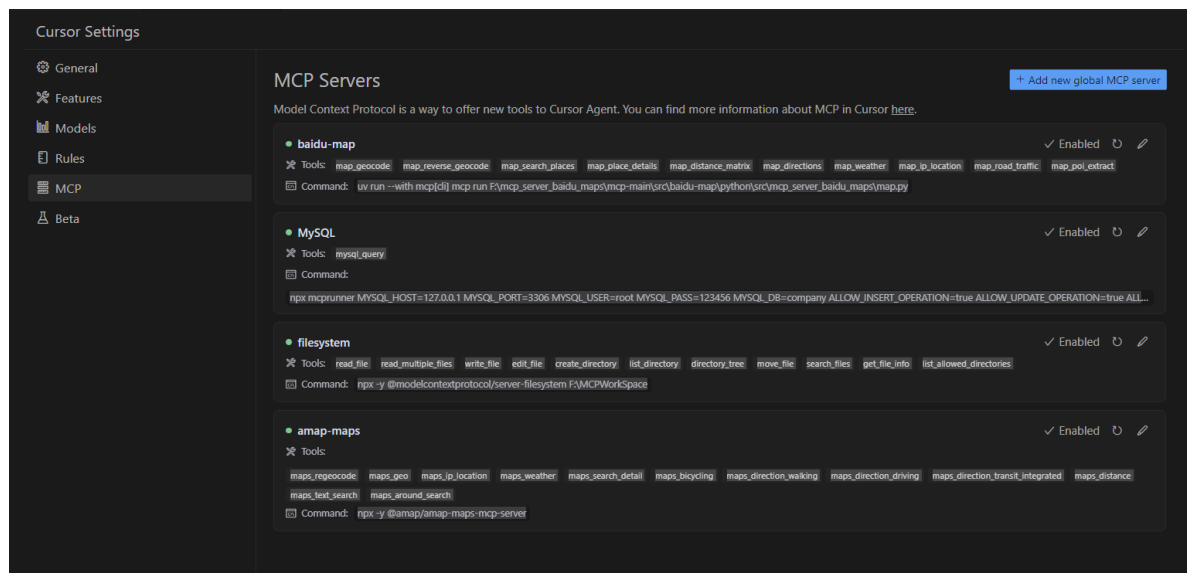 Cursor Settings
General
Features
Models
Rules
MCP
Beta
MCP Servers
+ Add new global MCP server
Model Context Protocol is a way to offer new tools to Cursor Agent. You can find more information about MCP in Cursor here.
baidu-map
Enabled
Tools: map_geocode map_reverse_geocode map_search_places map_place_details map_distance_matrix map_directions map_weather map_ip_location map_road_traffic map_poi_extract
Command: uv run --with mcp[cli] mcp run F:\mcp_server_baidu_maps\mcp-main\src\baidu-map\python\src\mcp_server_baidu_maps\map.py
MySQL
Enabled
Tools: mysql_query
Command:
npx mcprunner MYSQL_HOST=127.0.0.1 MYSQL_PORT=3306 MYSQL_USER=root MYSQL_PASS=123456 MYSQL_DB=company ALLOW_INSERT_OPERATION=true ALLOW_UPDATE_OPERATION=true ALL...
filesystem
Enabled
Tools: read_file read_multiple_files write_file edit_file create_directory list_directory directory_tree move_file search_files get_file_info list_allowed_directories
Command: npx -y @modelcontextprotocol/server-filesystem F:\MCPWorkSpace
amap-maps
Enabled
Tools:
maps_regeocode maps_geo maps_ip_location maps_weather maps_search_detail maps_bicycling maps_direction_walking maps_direction_driving maps_direction_transit_integrated maps_distance
maps_text_search maps_around_search
Command: npx -y @amap/amap-maps-mcp-server